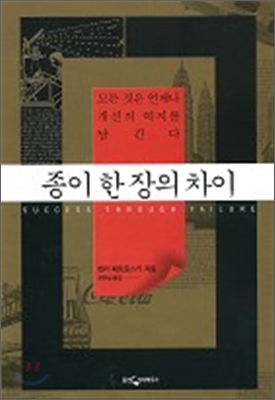 모든 것은 언제나
개선의 여지를
남긴다
종이 한 장의 차이
SUCCESS THROUGH FAILURE
헨리 페트로스키 지음